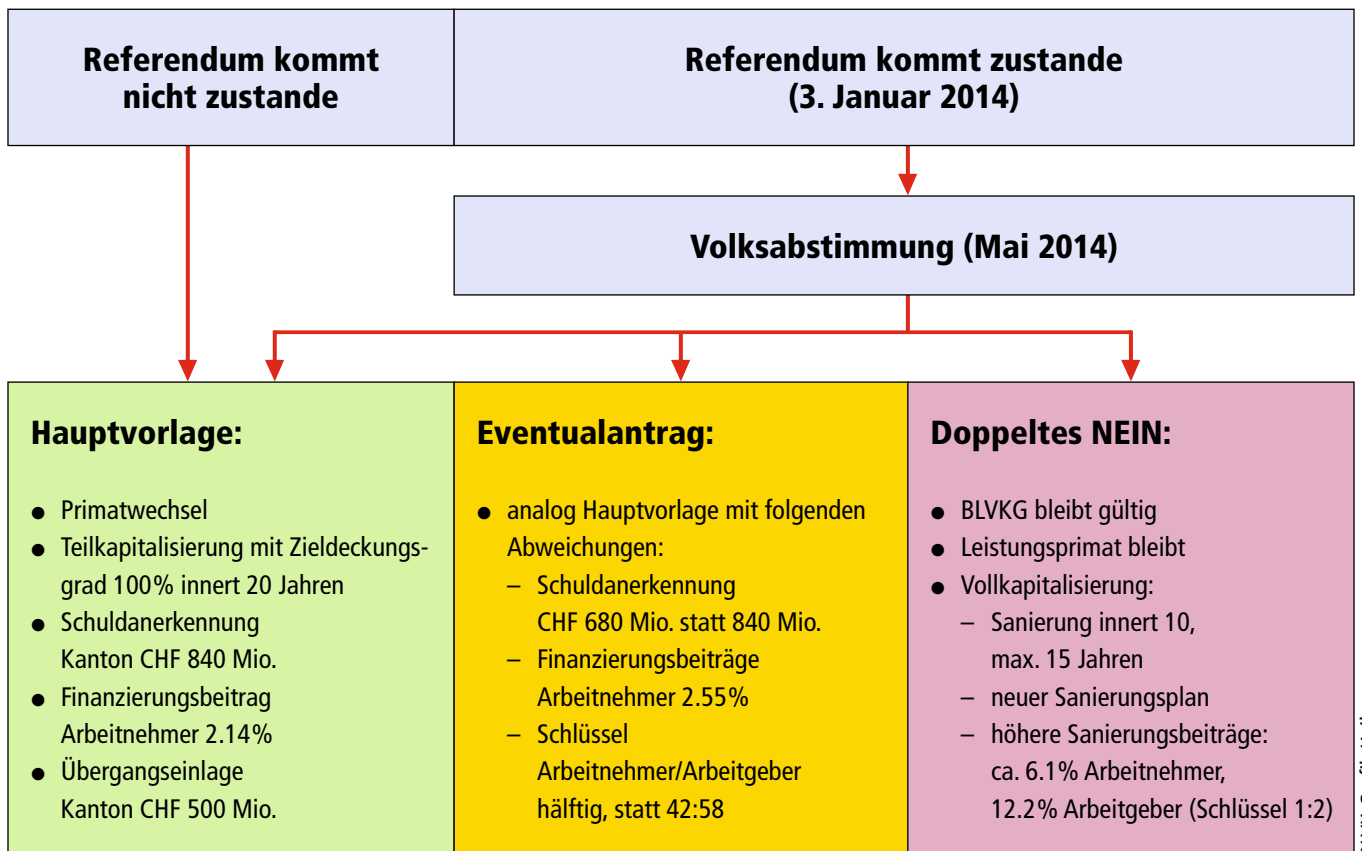 Referendum kommt
nicht zustande
Referendum kommt zustande
(3. Januar 2014)
Volksabstimmung (Mai 2014)
Hauptvorlage:
● Primatwechsel
● Teilkapitalisierung mit Zieldeckungs-
grad 100% innert 20 Jahren
● Schuldanerkennung
Kanton CHF 840 Mio.
● Finanzierungsbeitrag
Arbeitnehmer 2.14%
● Übergangseinlage
Kanton CHF 500 Mio.
Eventualantrag:
● analog Hauptvorlage mit folgenden
Abweichungen:
– Schuldanerkennung
CHF 680 Mio. statt 840 Mio.
– Finanzierungsbeiträge
Arbeitnehmer 2.55%
– Schlüssel
Arbeitnehmer/Arbeitgeber
hälftig, statt 42:58
Doppeltes NEIN:
● BLVKG bleibt gültig
● Leistungsprimat bleibt
● Vollkapitalisierung:
– Sanierung innert 10,
max. 15 Jahren
– neuer Sanierungsplan
– höhere Sanierungsbeiträge:
ca. 6.1% Arbeitnehmer,
12.2% Arbeitgeber (Schlüssel 1:2)